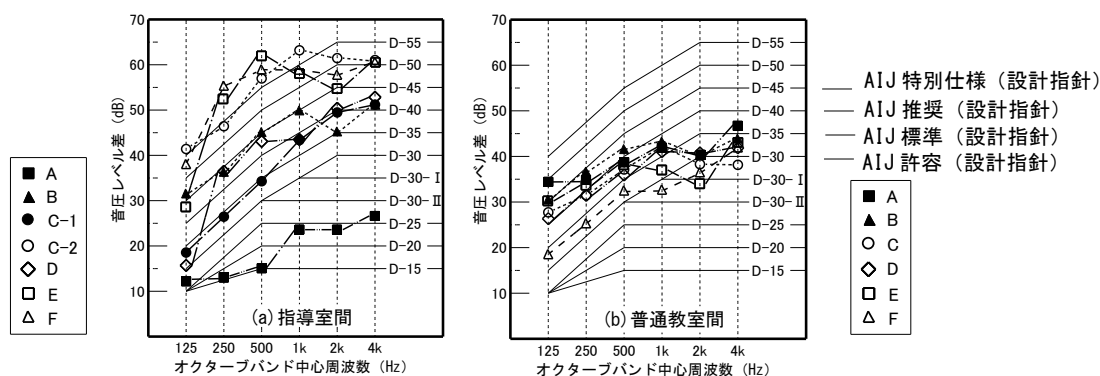 70
60
50
40
30
20
10
音圧レベル差 (dB)
D-55
D-50
D-45
D-40
D-35
D-30
D-30-Ⅰ
D-30-Ⅱ
D-25
D-20
D-15
(a) 指導室間
125 250 500 1k 2k 4k
オクターブバンド中心周波数 (Hz)
A
B
C-1
C-2
D
E
F
70
60
50
40
30
20
10
音圧レベル差 (dB)
D-55
D-50
D-45
D-40
D-35
D-30
D-30-Ⅰ
D-30-Ⅱ
D-25
D-20
D-15
(b) 普通教室間
125 250 500 1k 2k 4k
オクターブバンド中心周波数 (Hz)
AIJ 特別仕様 (設計指針)
AIJ 推奨 (設計指針)
AIJ 標準 (設計指針)
AIJ 許容 (設計指針)
A
B
C
D
E
F